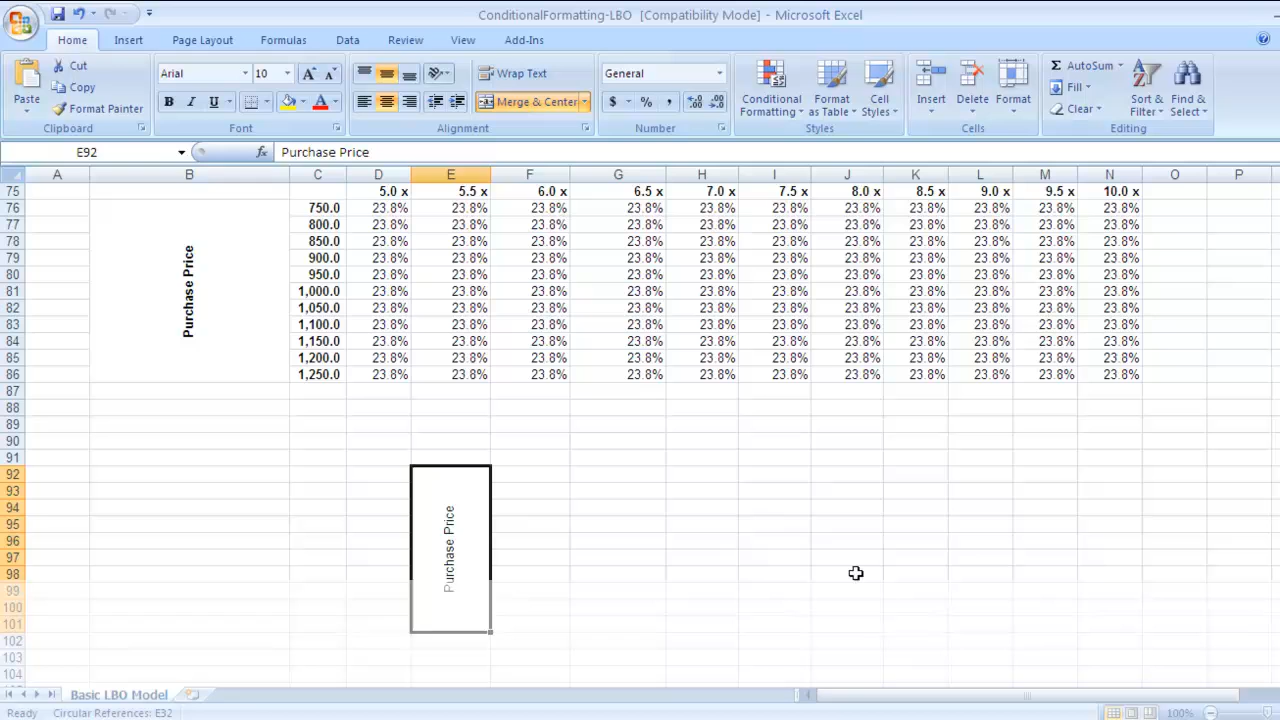 ConditionalFormatting-LBO [Compatibility Mode] - Microsoft Excel
Home Insert Page Layout Formulas Data Review View Add-Ins
Paste Cut Copy Format Painter Clipboard
Arial 10 B I U A Font
Wrap Text Merge & Center Alignment
General $ % , Number
Conditional Formatting Format as Table Cell Styles Styles
Insert Delete Format Cells
Σ AutoSum Fill Clear Sort & Filter Find & Select Editing
E92 fx Purchase Price
A B C D E F G H I J K L M N O P
75 5.0 x 5.5 x 6.0 x 6.5 x 7.0 x 7.5 x 8.0 x 8.5 x 9.0 x 9.5 x 10.0 x
76 750.0 23.8% 23.8% 23.8% 23.8% 23.8% 23.8% 23.8% 23.8% 23.8% 23.8% 23.8%
77 800.0 23.8% 23.8% 23.8% 23.8% 23.8% 23.8% 23.8% 23.8% 23.8% 23.8% 23.8%
78 850.0 23.8% 23.8% 23.8% 23.8% 23.8% 23.8% 23.8% 23.8% 23.8% 23.8% 23.8%
79 900.0 23.8% 23.8% 23.8% 23.8% 23.8% 23.8% 23.8% 23.8% 23.8% 23.8% 23.8%
80 950.0 23.8% 23.8% 23.8% 23.8% 23.8% 23.8% 23.8% 23.8% 23.8% 23.8% 23.8%
Purchase Price
81 1,000.0 23.8% 23.8% 23.8% 23.8% 23.8% 23.8% 23.8% 23.8% 23.8% 23.8% 23.8%
82 1,050.0 23.8% 23.8% 23.8% 23.8% 23.8% 23.8% 23.8% 23.8% 23.8% 23.8% 23.8%
83 1,100.0 23.8% 23.8% 23.8% 23.8% 23.8% 23.8% 23.8% 23.8% 23.8% 23.8% 23.8%
84 1,150.0 23.8% 23.8% 23.8% 23.8% 23.8% 23.8% 23.8% 23.8% 23.8% 23.8% 23.8%
85 1,200.0 23.8% 23.8% 23.8% 23.8% 23.8% 23.8% 23.8% 23.8% 23.8% 23.8% 23.8%
86 1,250.0 23.8% 23.8% 23.8% 23.8% 23.8% 23.8% 23.8% 23.8% 23.8% 23.8% 23.8%
87
88
89
90
91
92
93
94
95
96
Purchase Price
97
98
99
100
101
102
103
104
Basic LBO Model
Ready Circular References: E32 100%